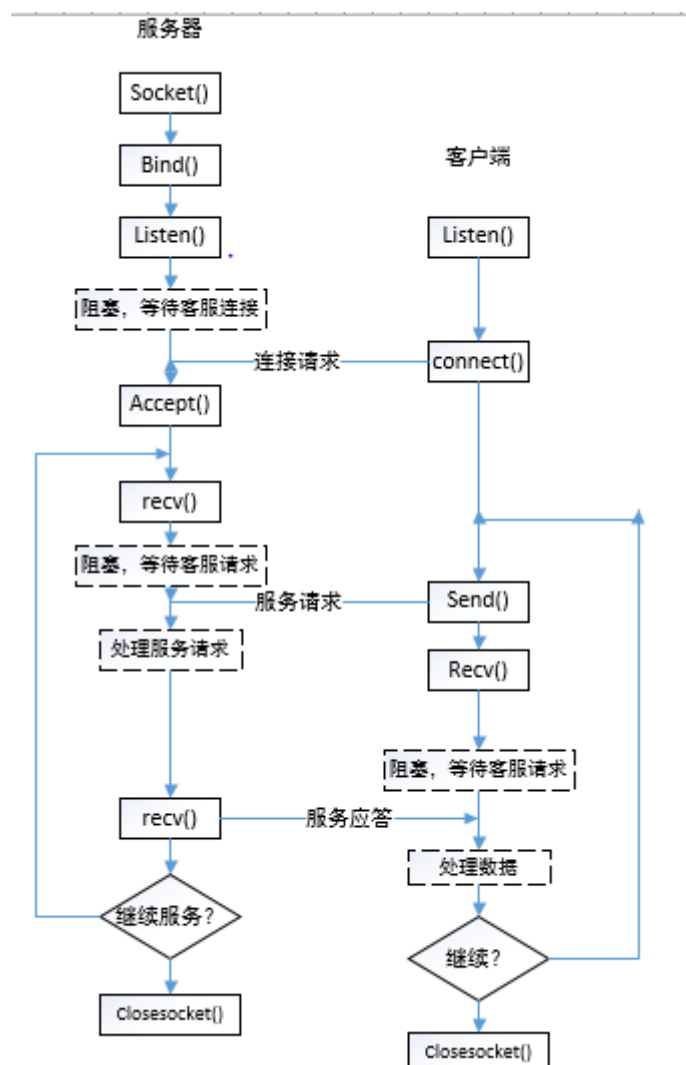 服务器
Socket()
Bind()
Listen()
阻塞，等待客服连接
Accept()
recv()
阻塞，等待客服请求
处理服务请求
recv()
继续服务？
Closesocket()
连接请求
服务请求
服务应答
客户端
Listen()
connect()
Send()
Recv()
阻塞，等待客服请求
处理数据
继续？
Closesocket()